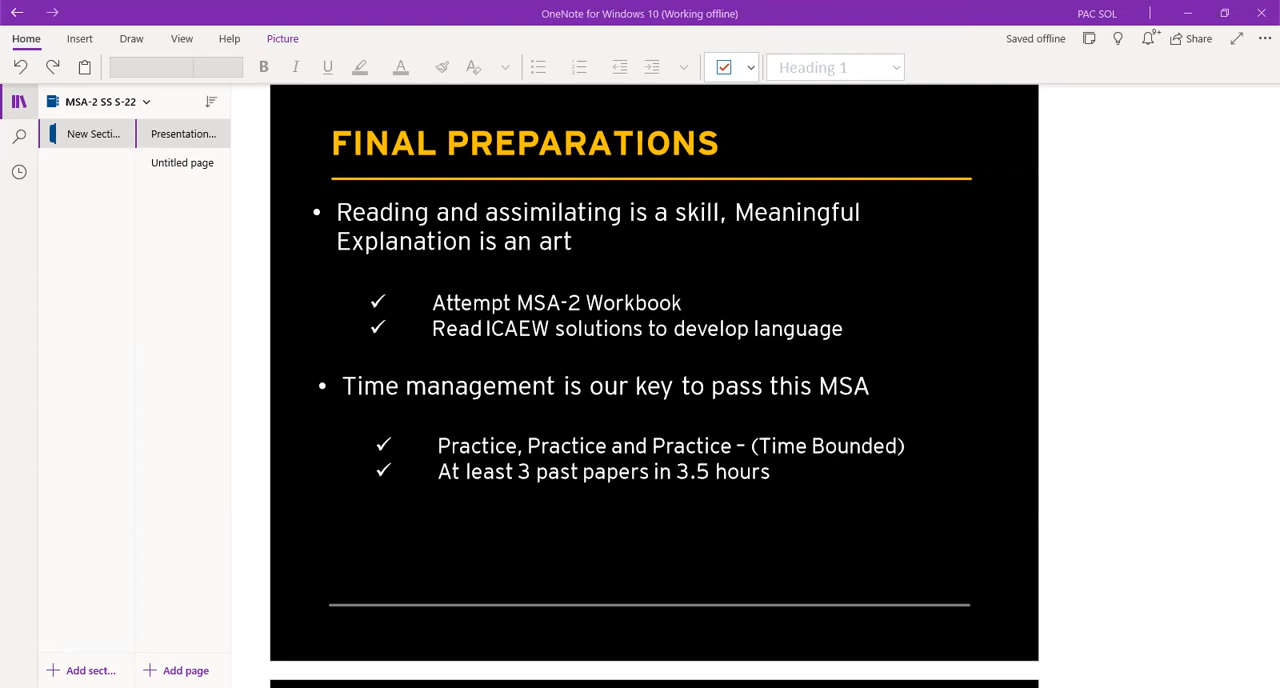 OneNote for Windows 10 (Working offline)
PAC SOL
Home Insert Draw View Help Picture
Saved offline
Share
B I U A
Heading 1
MSA-2 SS S-22
New Secti...
Presentation...
Untitled page
FINAL PREPARATIONS
• Reading and assimilating is a skill, Meaningful
Explanation is an art
✓ Attempt MSA-2 Workbook
✓ Read ICAEW solutions to develop language
• Time management is our key to pass this MSA
✓ Practice, Practice and Practice – (Time Bounded)
✓ At least 3 past papers in 3.5 hours
Add sect...
Add page